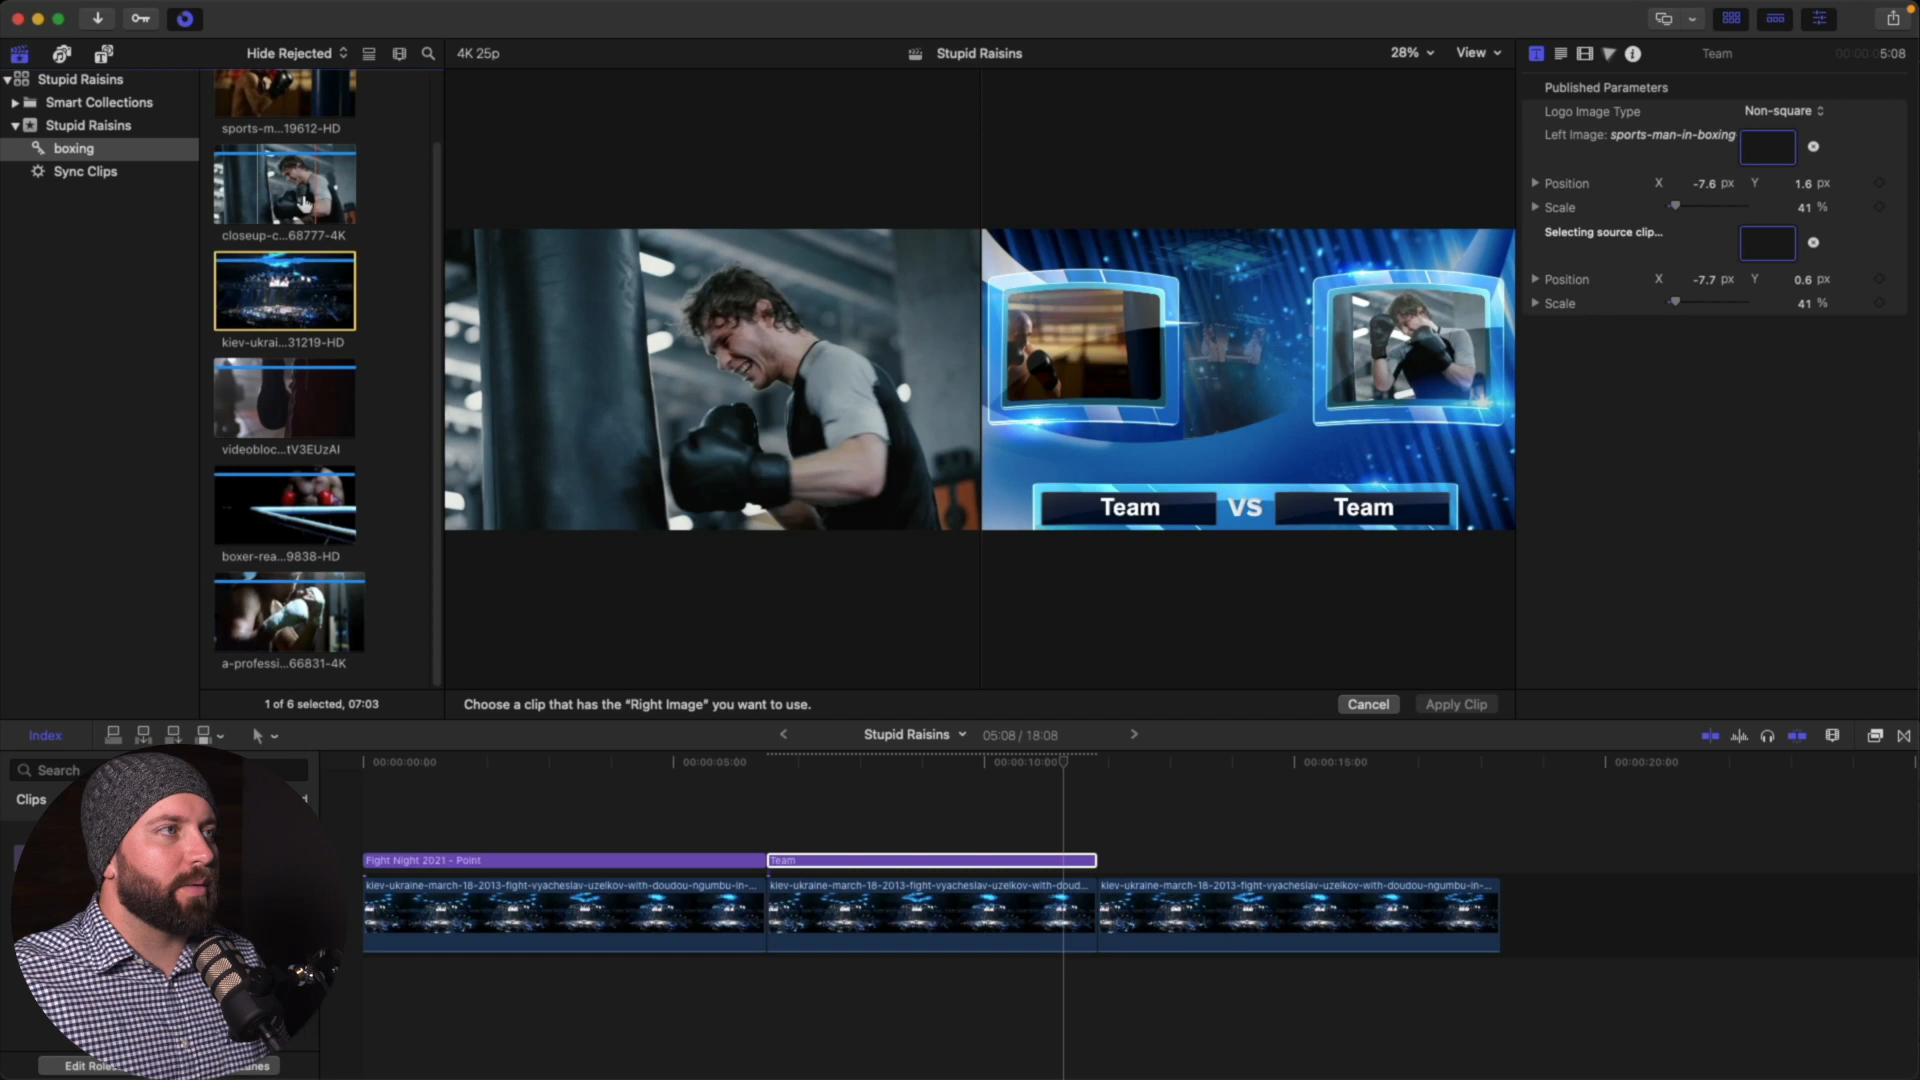 Hide Rejected
4K 25p
Stupid Raisins
28%
View
Team
00:00:05:08
Stupid Raisins
Smart Collections
Stupid Raisins
boxing
Sync Clips
sports-m...19612-HD
closeup-c...68777-4K
kiev-ukrai...31219-HD
videobloc...tV3EUzAI
boxer-rea...9838-HD
a-professi...66831-4K
1 of 6 selected, 07:03
Team VS Team
Choose a clip that has the “Right Image” you want to use.
Cancel
Apply Clip
Published Parameters
Logo Image Type Non-square
Left Image: sports-man-in-boxing
Position X -7.6 px Y 1.6 px
Scale 41 %
Selecting source clip...
Position X -7.7 px Y 0.6 px
Scale 41 %
Index
Stupid Raisins
05:08 / 18:08
Search
Clips
00:00:00:00
00:00:05:00
00:00:10:00
00:00:15:00
00:00:20:00
Fight Night 2021 - Point
Team
kiev-ukraine-march-18-2013-fight-vyacheslav-uzelkov-with-doudou-ngumbu-in-...
kiev-ukraine-march-18-2013-fight-vyacheslav-uzelkov-with-doud...
kiev-ukraine-march-18-2013-fight-vyacheslav-uzelkov-with-doudou-ngumbu-in-...
Edit Role